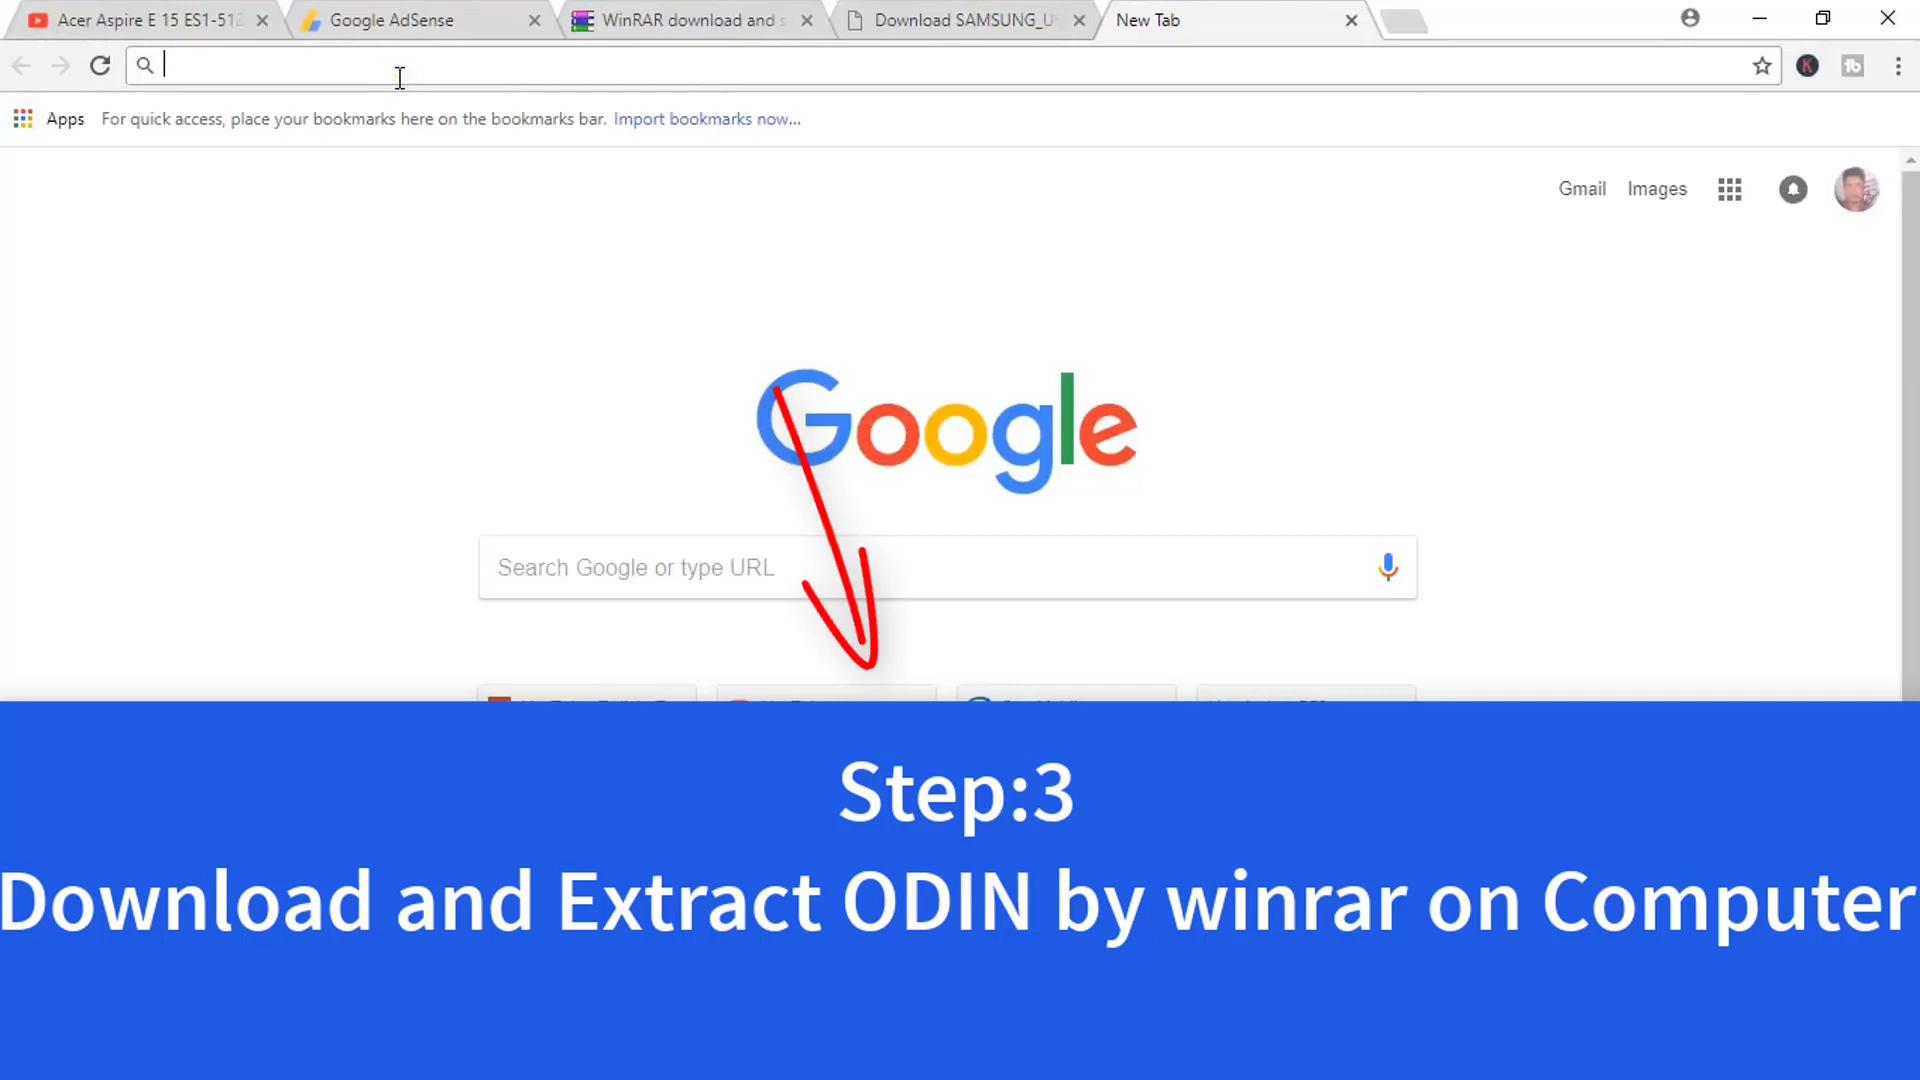 Acer Aspire E 15 ES1-512
Google AdSense
WinRAR download and s
Download SAMSUNG_U
New Tab
Apps
For quick access, place your bookmarks here on the bookmarks bar. Import bookmarks now...
Gmail
Images
Google
Search Google or type URL
Step:3
Download and Extract ODIN by winrar on Computer